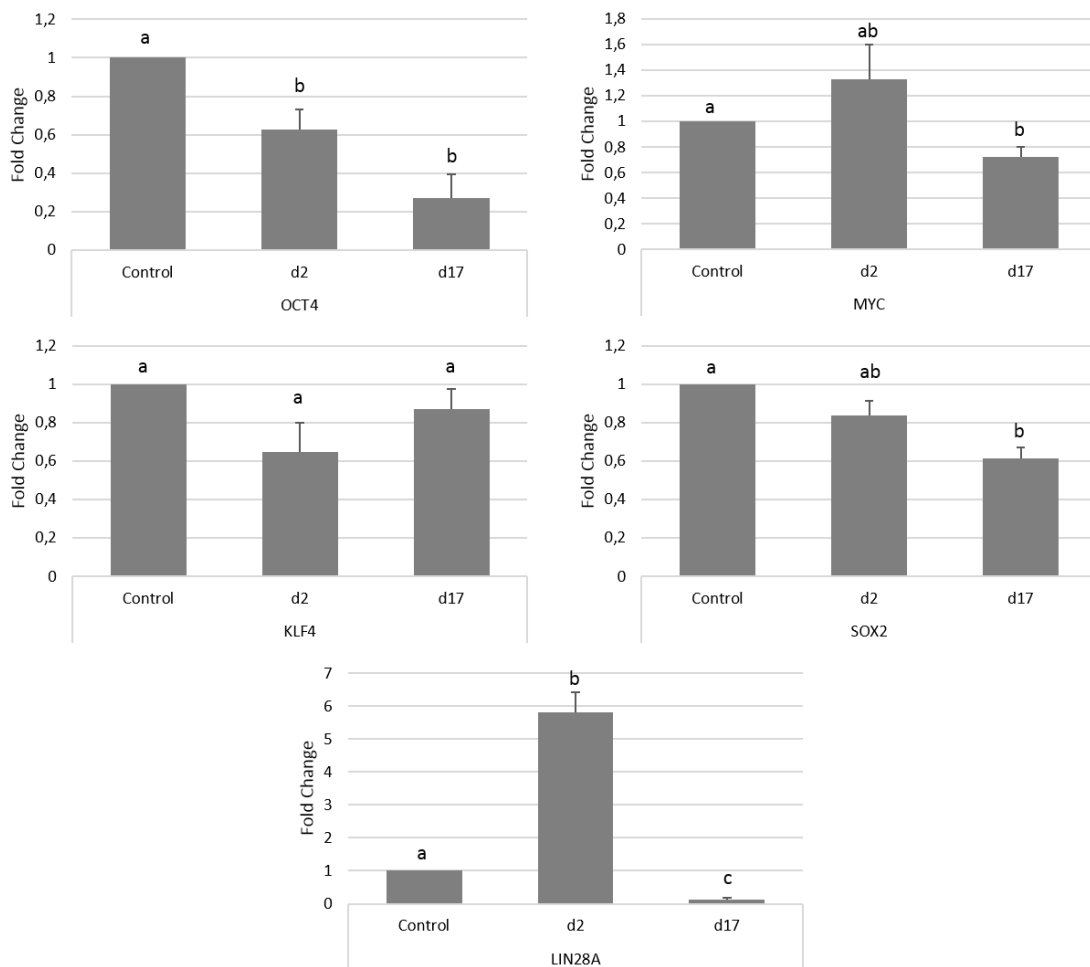 1,2
1
0,8
0,6
0,4
0,2
0
Fold Change
a
b
b
Control d2 d17
OCT4
1,8
1,6
1,4
1,2
1
0,8
0,6
0,4
0,2
0
Fold Change
a
ab
b
Control d2 d17
MYC
1,2
1
0,8
0,6
0,4
0,2
0
Fold Change
a
a
a
Control d2 d17
KLF4
1,2
1
0,8
0,6
0,4
0,2
0
Fold Change
a
ab
b
Control d2 d17
SOX2
7
6
5
4
3
2
1
0
Fold Change
a
b
c
Control d2 d17
LIN28A